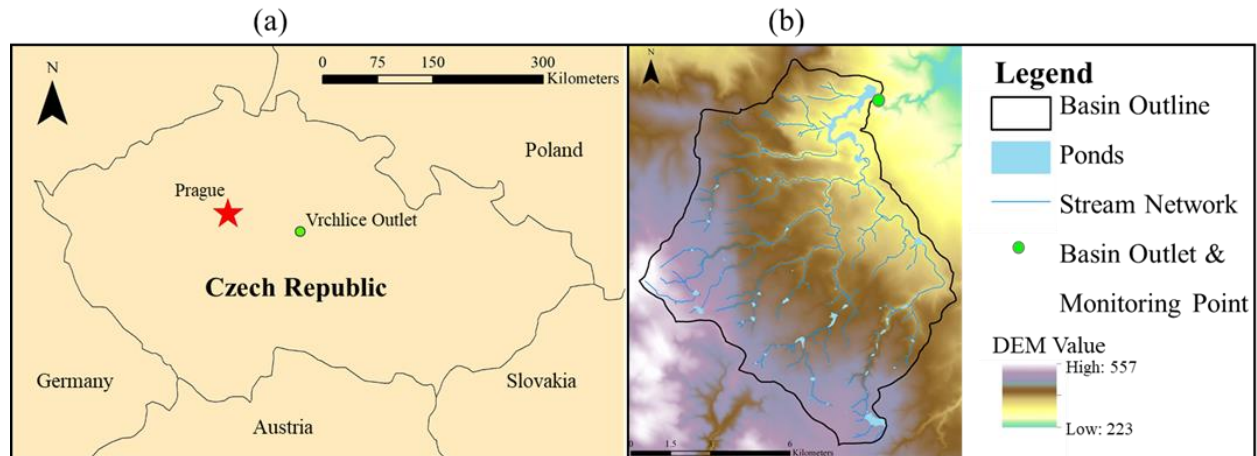 (a)
(b)
N
0 75 150 300
Kilometers
Poland
Prague
Vrchlice Outlet
Czech Republic
Germany
Slovakia
Austria
N
0 1.5 6
Kilometers
Legend
Basin Outline
Ponds
Stream Network
Basin Outlet &
Monitoring Point
DEM Value
High: 557
Low: 223